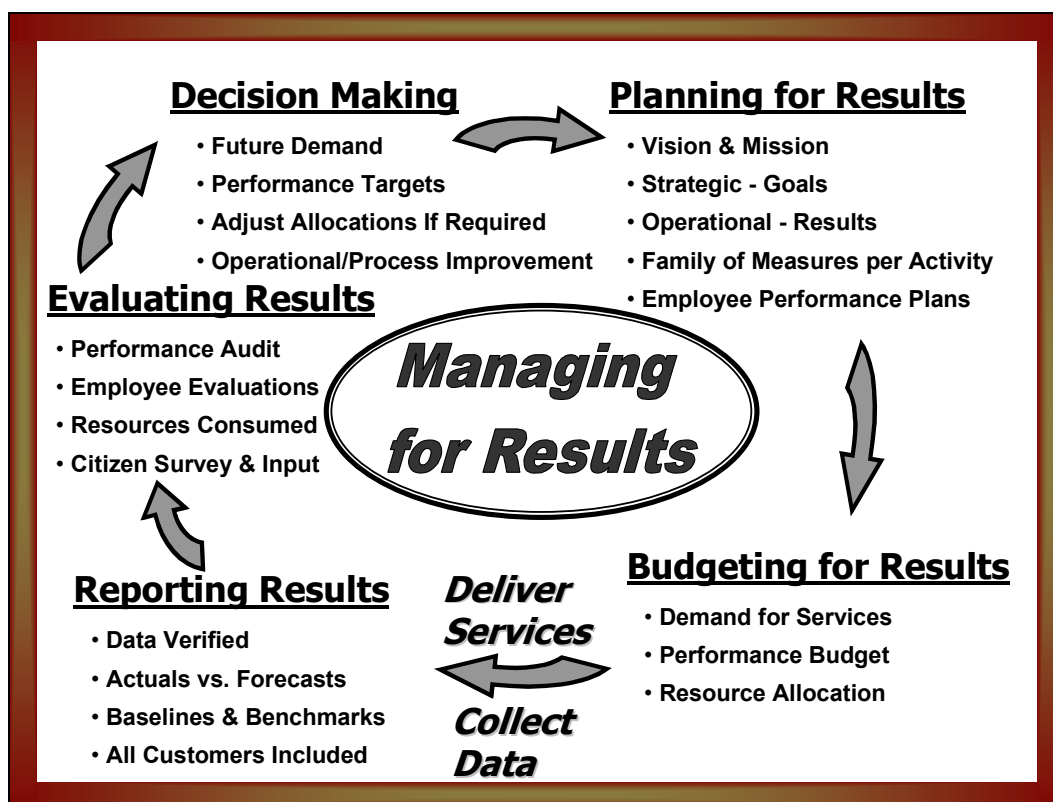 Decision Making
• Future Demand
• Performance Targets
• Adjust Allocations If Required
• Operational/Process Improvement
Planning for Results
• Vision & Mission
• Strategic - Goals
• Operational - Results
• Family of Measures per Activity
• Employee Performance Plans
Evaluating Results
• Performance Audit
• Employee Evaluations
• Resources Consumed
• Citizen Survey & Input
Managing
for Results
Reporting Results
• Data Verified
• Actuals vs. Forecasts
• Baselines & Benchmarks
• All Customers Included
Deliver
Services
Collect
Data
Budgeting for Results
• Demand for Services
• Performance Budget
• Resource Allocation